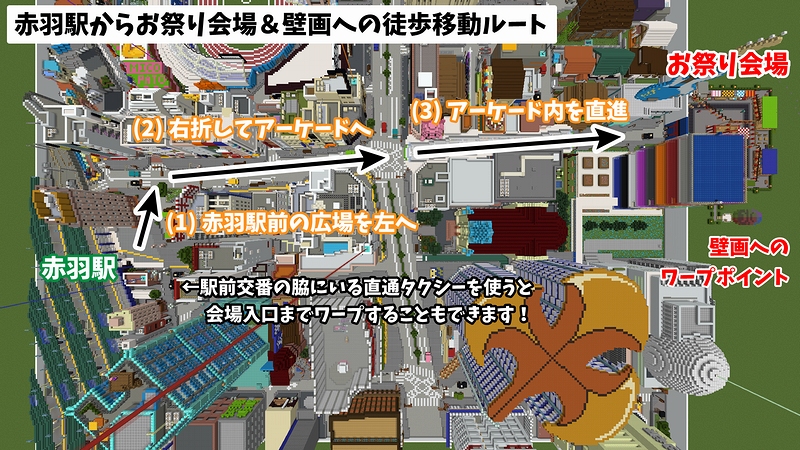 赤羽駅からお祭り会場＆壁画への徒歩移動ルート
お祭り会場
(3) アーケード内を直進
(2) 右折してアーケードへ
(1) 赤羽駅前の広場を左へ
赤羽駅
壁画への
ワープポイント
←駅前交番の脇にいる直通タクシーを使うと
会場入口までワープすることもできます！